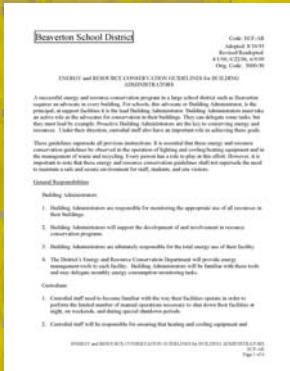 Beaverton School District
Code: ECF-AR
Adopted: 8/16/93
Revised/Readopted:
4/1/96, 6/22/98, 6/9/09
Orig. Code: 3600-30
ENERGY and RESOURCE CONSERVATION GUIDELINES for BUILDING
ADMINISTRATORS
A successful energy and resource conservation program in a large school district such as Beaverton
requires an advocate in every building. For schools, this advocate or Building Administrator, is the
principal; at support facilities it is the lead Building Administrator. Building Administrators must take
an active role as the advocates for conservation in their buildings. They can delegate some tasks, but
they must lead by example. Proactive Building Administrators are the key to conserving energy and
resources. Under their direction, custodial staff also have an important role in achieving these goals.
These guidelines supersede all previous instructions. It is essential that these energy and resource
conservation guidelines be observed in the operation of lighting and cooling/heating equipment and in
the management of waste and recycling. Every person has a role to play in this effort. However, it is
important to note that these energy and resource conservation guidelines shall not supersede the need
to maintain a safe and secure environment for staff, students, and site visitors.
General Responsibilities
Building Administrators:
1. Building Administrators are responsible for monitoring the appropriate use of all resources in
their buildings.
2. Building Administrators will support the development of and involvement in resource
conservation programs.
3. Building Administrators are ultimately responsible for the total energy use of their facility.
4. The District's Energy and Resource Conservation Department will provide energy
management tools to each facility. Building Administrators will be familiar with these tools
and may delegate monthly energy consumption monitoring tasks.
Custodians:
1. Custodial staff need to become familiar with the way their facilities operate in order to
perform the limited number of manual operations necessary to shut down their facilities at
night, on weekends, and during special shutdown periods.
2. Custodial staff will be responsible for ensuring that heating and cooling equipment and
ENERGY and RESOURCE CONSERVATION GUIDELINES for BUILDING ADMINISTRATORS
ECF-AR
Page 1 of